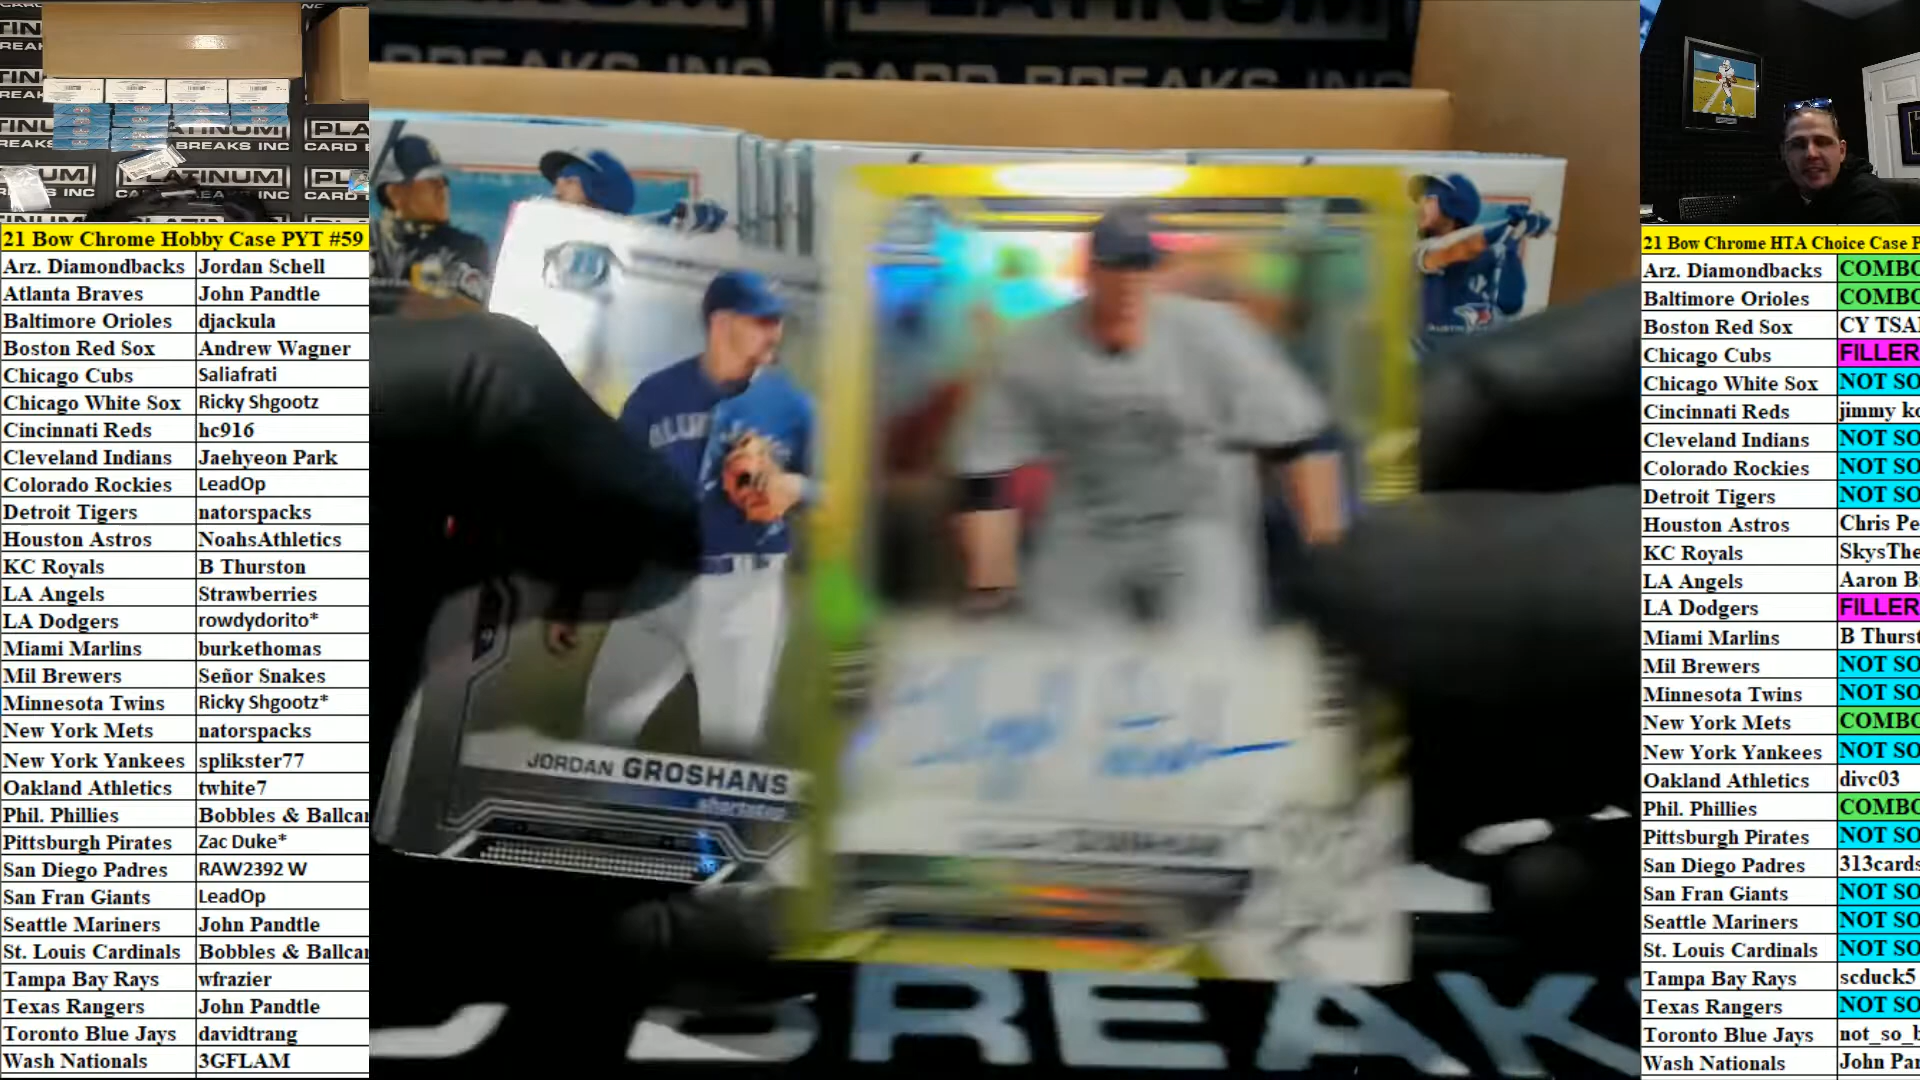 PLATINUM
CARD BREAKS INC
PLATINUM
BREAKS INC
21 Bow Chrome Hobby Case PYT #59
Arz. Diamondbacks Jordan Schell
Atlanta Braves John Pandtle
Baltimore Orioles djackula
Boston Red Sox Andrew Wagner
Chicago Cubs Saliafrati
Chicago White Sox Ricky Shgootz
Cincinnati Reds hc916
Cleveland Indians Jaehyeon Park
Colorado Rockies LeadOp
Detroit Tigers natorspacks
Houston Astros NoahsAthletics
KC Royals B Thurston
LA Angels Strawberries
LA Dodgers rowdydorito*
Miami Marlins burkethomas
Mil Brewers Señor Snakes
Minnesota Twins Ricky Shgootz*
New York Mets natorspacks
New York Yankees splikster77
Oakland Athletics twhite7
Phil. Phillies Bobbles & Ballcar
Pittsburgh Pirates Zac Duke*
San Diego Padres RAW2392 W
San Fran Giants LeadOp
Seattle Mariners John Pandtle
St. Louis Cardinals Bobbles & Ballcar
Tampa Bay Rays wfrazier
Texas Rangers John Pandtle
Toronto Blue Jays davidtrang
Wash Nationals 3GFLAM
JORDAN GROSHANS
shortstop
BREAK
21 Bow Chrome HTA Choice Case P
Arz. Diamondbacks COMBO
Baltimore Orioles COMBO
Boston Red Sox CY TSA
Chicago Cubs FILLER
Chicago White Sox NOT SO
Cincinnati Reds jimmy ko
Cleveland Indians NOT SO
Colorado Rockies NOT SO
Detroit Tigers NOT SO
Houston Astros Chris Pe
KC Royals SkysThe
LA Angels Aaron B
LA Dodgers FILLER
Miami Marlins B Thurst
Mil Brewers NOT SO
Minnesota Twins NOT SO
New York Mets COMBO
New York Yankees NOT SO
Oakland Athletics divc03
Phil. Phillies COMBO
Pittsburgh Pirates NOT SO
San Diego Padres 313cards
San Fran Giants NOT SO
Seattle Mariners NOT SO
St. Louis Cardinals NOT SO
Tampa Bay Rays scduck5
Texas Rangers NOT SO
Toronto Blue Jays not_so_b
Wash Nationals John Pan